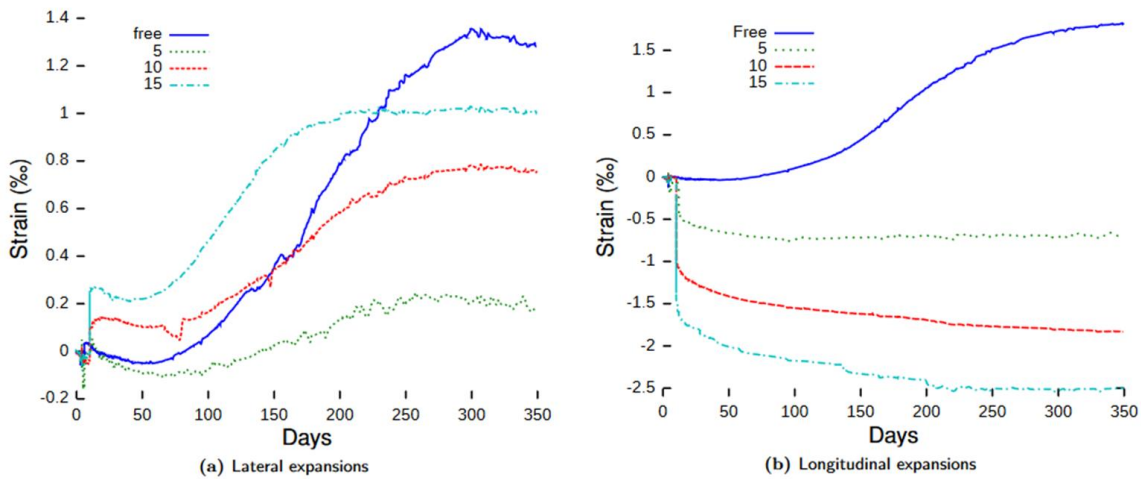 1.4
1.2
1
0.8
0.6
0.4
0.2
0
-0.2
Strain (‰)
free
5
10
15
0 50 100 150 200 250 300 350
Days
(a) Lateral expansions
1.5
1
0.5
0
-0.5
-1
-1.5
-2
-2.5
Strain (‰)
Free
5
10
15
0 50 100 150 200 250 300 350
Days
(b) Longitudinal expansions